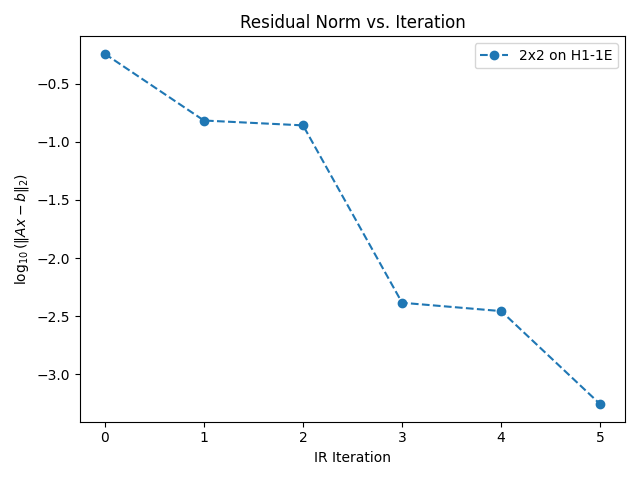 Residual Norm vs. Iteration
2x2 on H1-1E
−0.5
−1.0
−1.5
−2.0
−2.5
−3.0
log₁₀(‖Ax − b‖₂)
0 1 2 3 4 5
IR Iteration